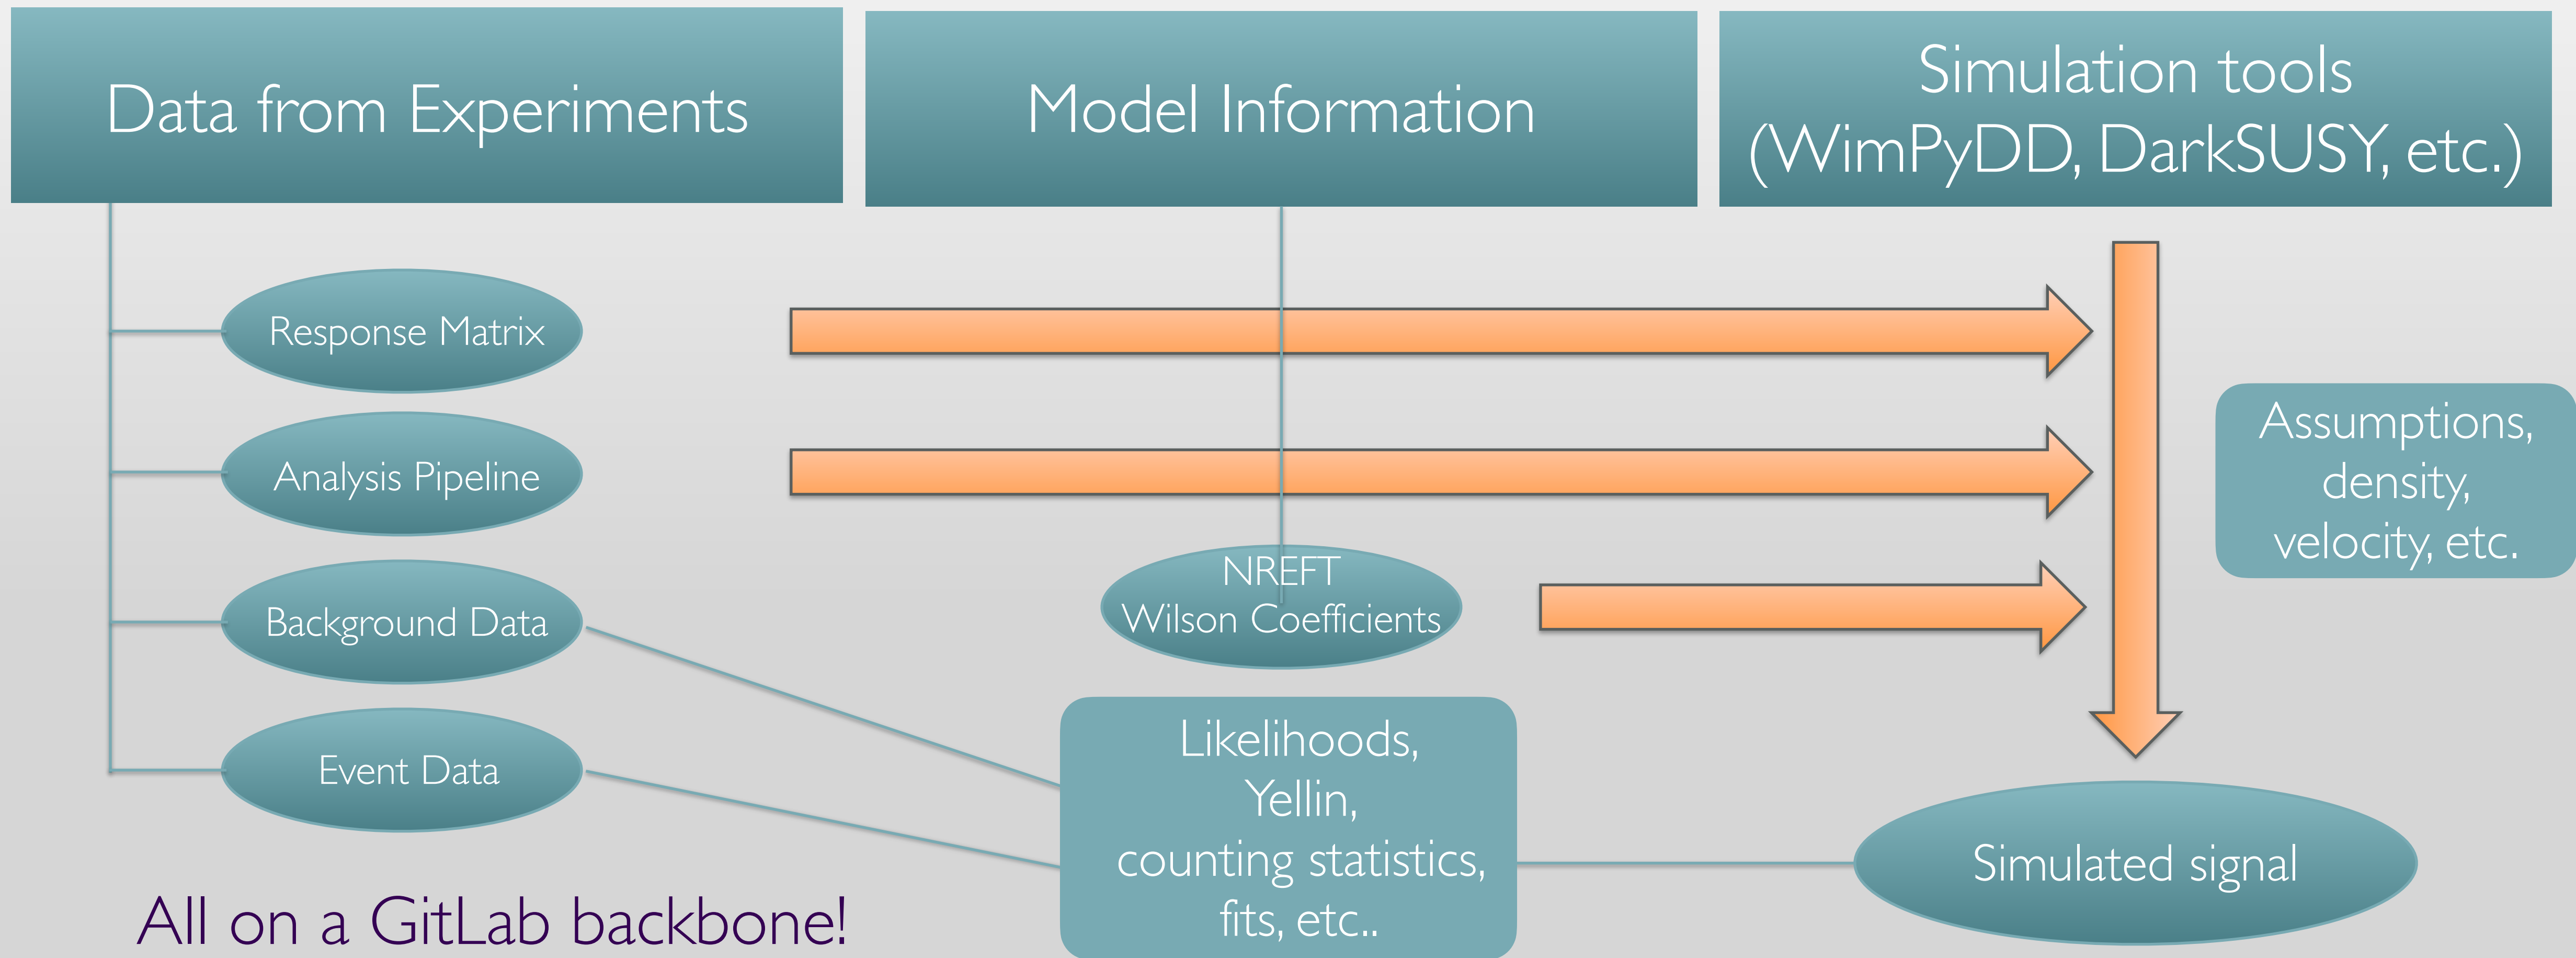 Data from Experiments
Model Information
Simulation tools
(WimPyDD, DarkSUSY, etc.)
Response Matrix
Analysis Pipeline
Background Data
Event Data
NREFT
Wilson Coefficients
Assumptions,
density,
velocity, etc.
Likelihoods,
Yellin,
counting statistics,
fits, etc..
Simulated signal
All on a GitLab backbone!